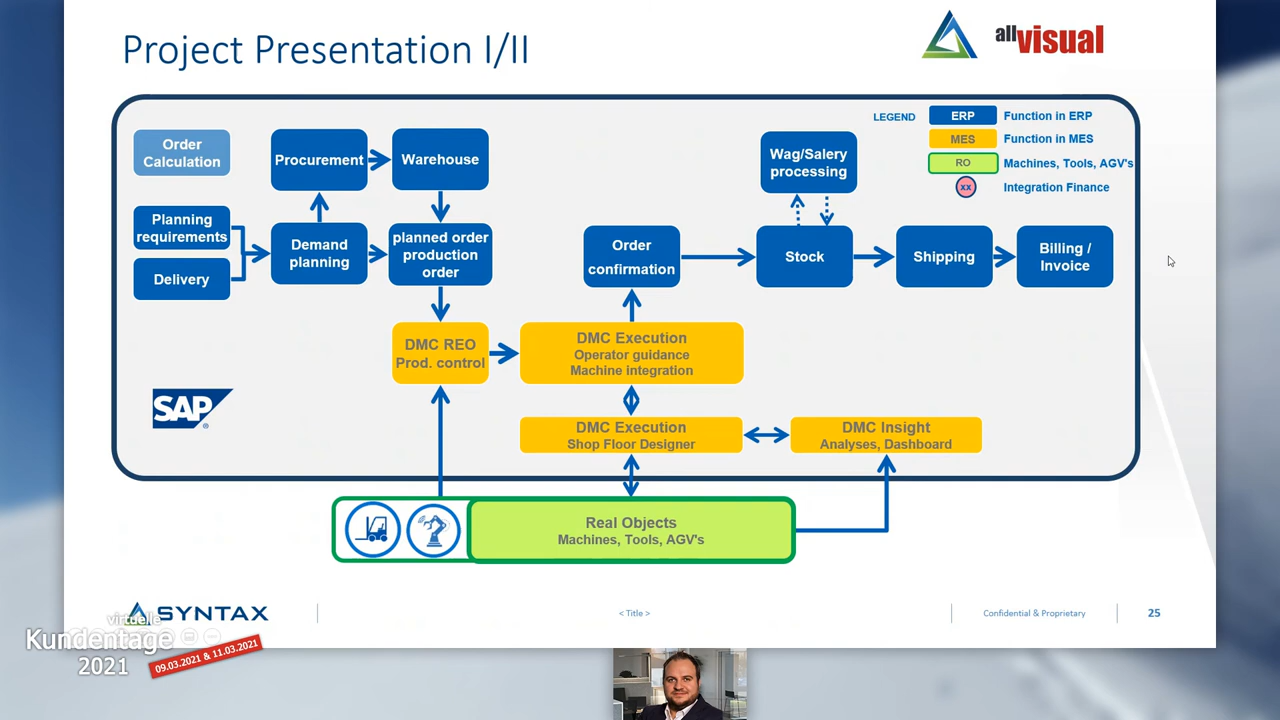 Project Presentation I/II
all visual
LEGEND
ERP
Function in ERP
MES
Function in MES
RO
Machines, Tools, AGV's
xx
Integration Finance
Order
Calculation
Procurement
Warehouse
Wag/Salery
processing
Planning
requirements
Delivery
Demand
planning
planned order
production
order
Order
confirmation
Stock
Shipping
Billing /
Invoice
DMC REO
Prod. control
DMC Execution
Operator guidance
Machine integration
SAP
DMC Execution
Shop Floor Designer
DMC Insight
Analyses, Dashboard
Real Objects
Machines, Tools, AGV's
SYNTAX
< Title >
Confidential & Proprietary
25
virtuelle
Kundentage
2021
09.03.2021 & 11.03.2021